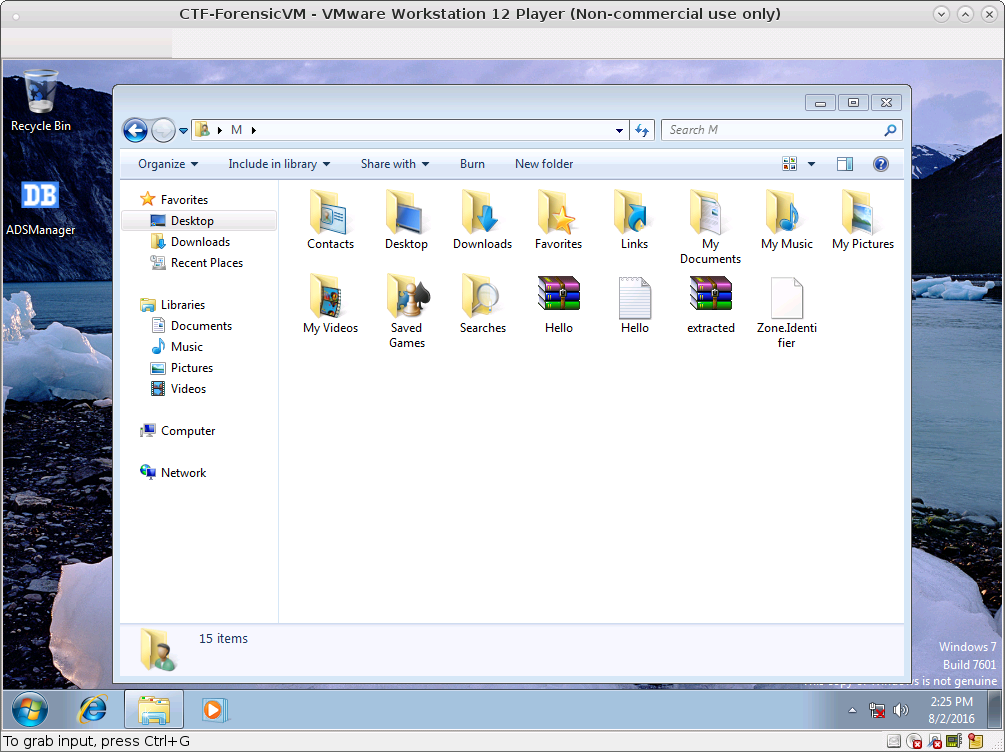 CTF-ForensicVM - VMware Workstation 12 Player (Non-commercial use only)
Recycle Bin
DB
ADSManager
M
Search M
Organize
Include in library
Share with
Burn
New folder
Favorites
Desktop
Downloads
Recent Places
Libraries
Documents
Music
Pictures
Videos
Computer
Network
Contacts
Desktop
Downloads
Favorites
Links
My
Documents
My Music
My Pictures
My Videos
Saved
Games
Searches
Hello
Hello
extracted
Zone.Identi
fier
15 items
Windows 7
Build 7601
This copy of Windows is not genuine
2:25 PM
8/2/2016
To grab input, press Ctrl+G